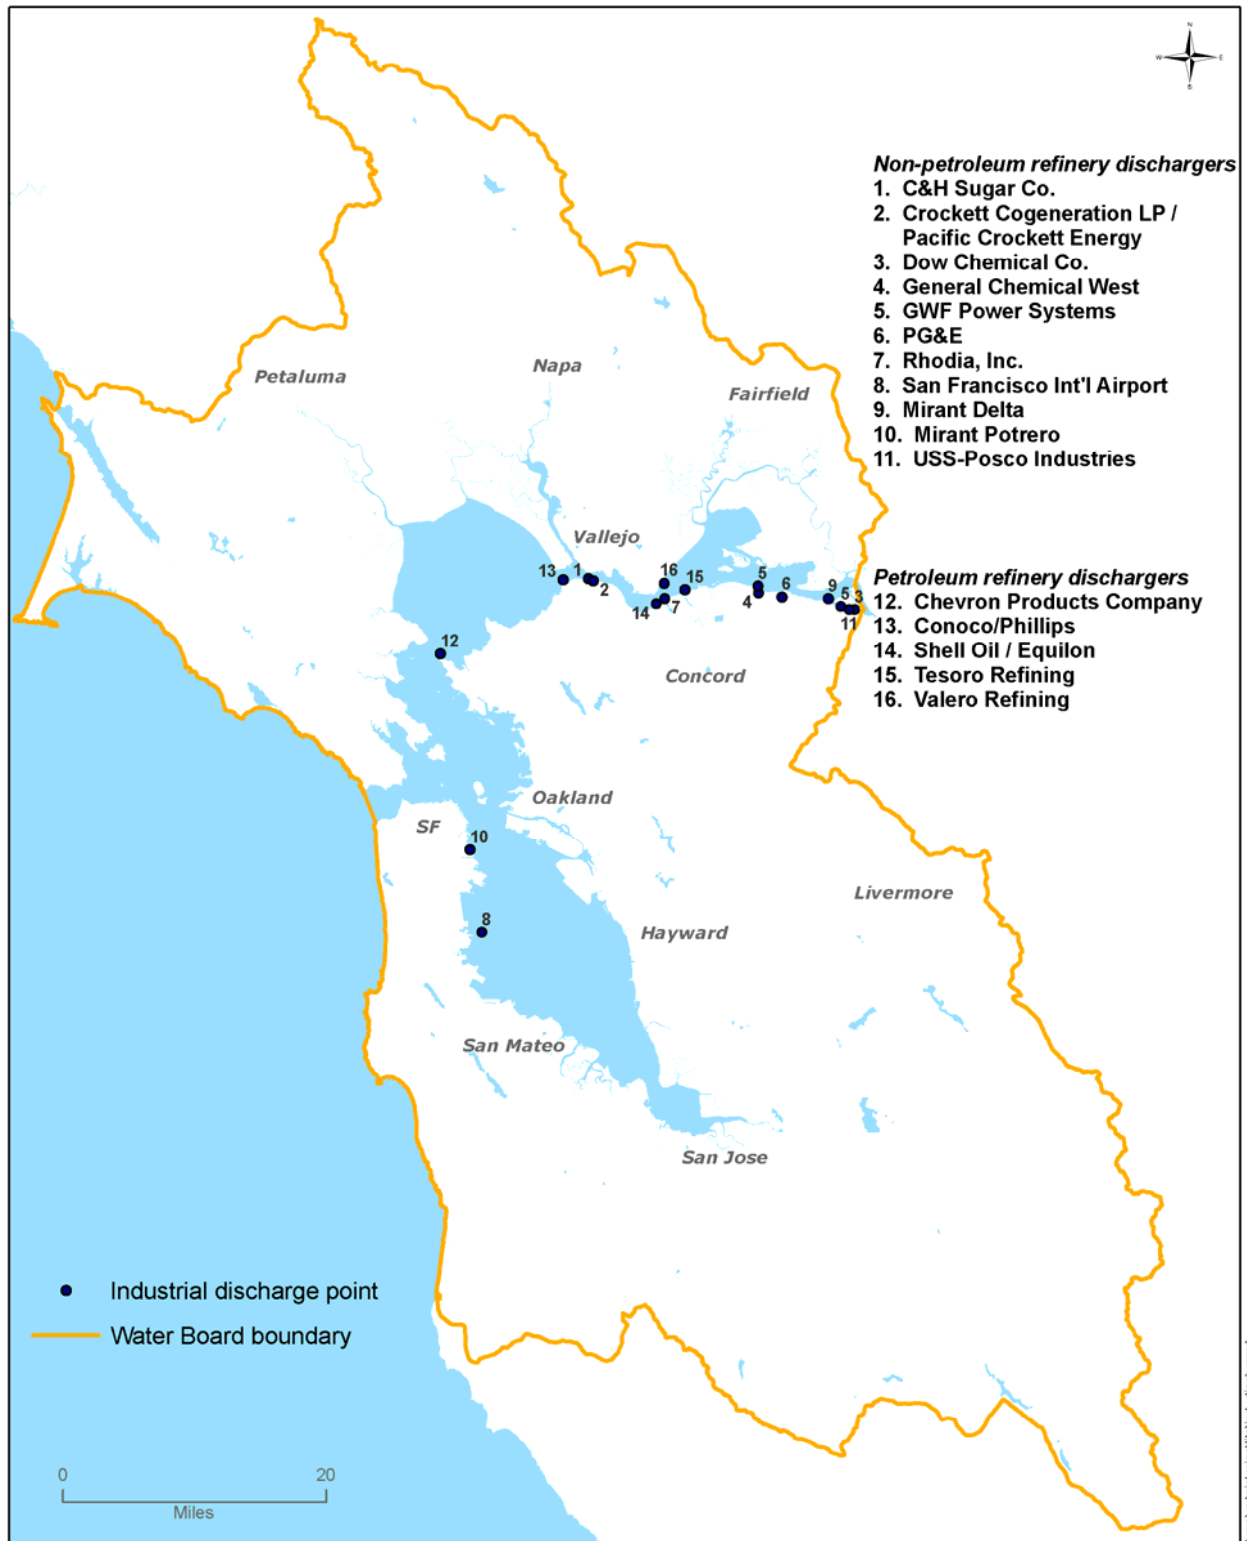 N
W
E
S
Non-petroleum refinery dischargers
1. C&H Sugar Co.
2. Crockett Cogeneration LP /
Pacific Crockett Energy
3. Dow Chemical Co.
4. General Chemical West
5. GWF Power Systems
6. PG&E
7. Rhodia, Inc.
8. San Francisco Int'l Airport
9. Mirant Delta
10. Mirant Potrero
11. USS-Posco Industries
Petroleum refinery dischargers
12. Chevron Products Company
13. Conoco/Phillips
14. Shell Oil / Equilon
15. Tesoro Refining
16. Valero Refining
Petaluma
Napa
Fairfield
Vallejo
13
1
2
16
15
14
7
5
4
6
9
5
3
11
12
Concord
Oakland
SF
10
Livermore
8
Hayward
San Mateo
San Jose
Industrial discharge point
Water Board boundary
0
20
Miles